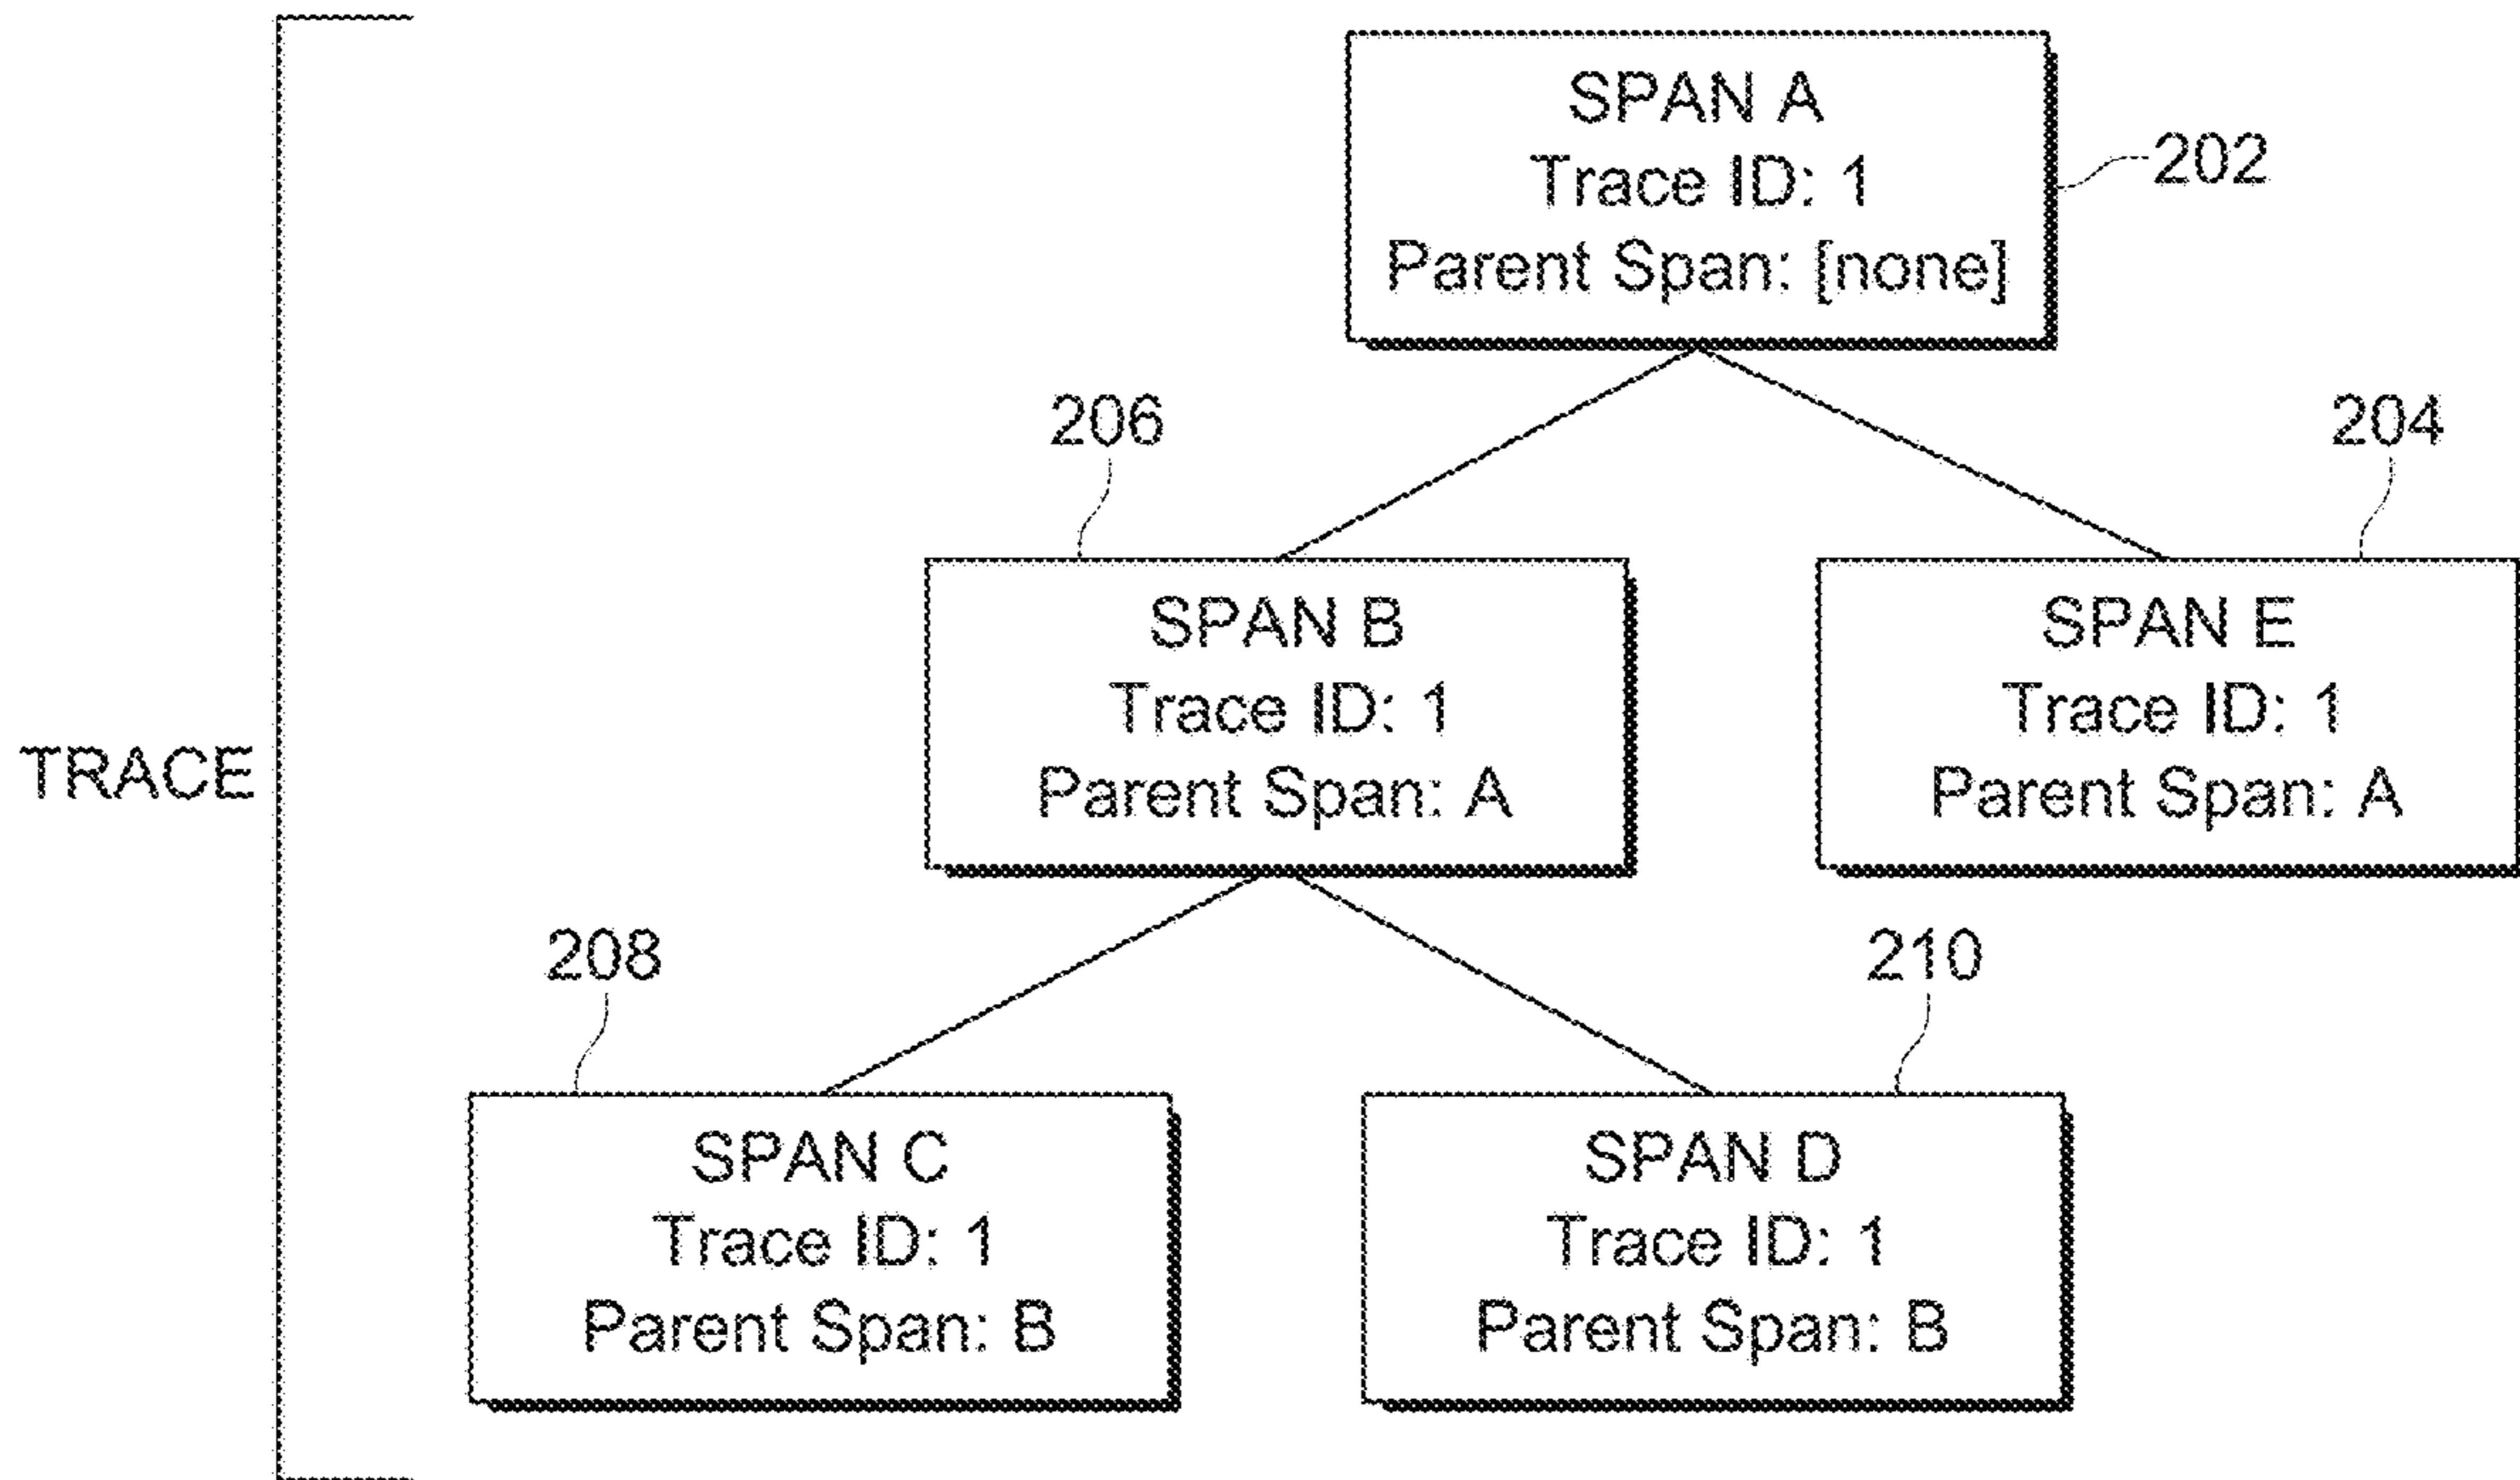 SPAN A
Trace ID: 1
Parent Span: [none]
202
206
204
SPAN B
Trace ID: 1
Parent Span: A
SPAN E
Trace ID: 1
Parent Span: A
TRACE
208
210
SPAN C
Trace ID: 1
Parent Span: B
SPAN D
Trace ID: 1
Parent Span: B